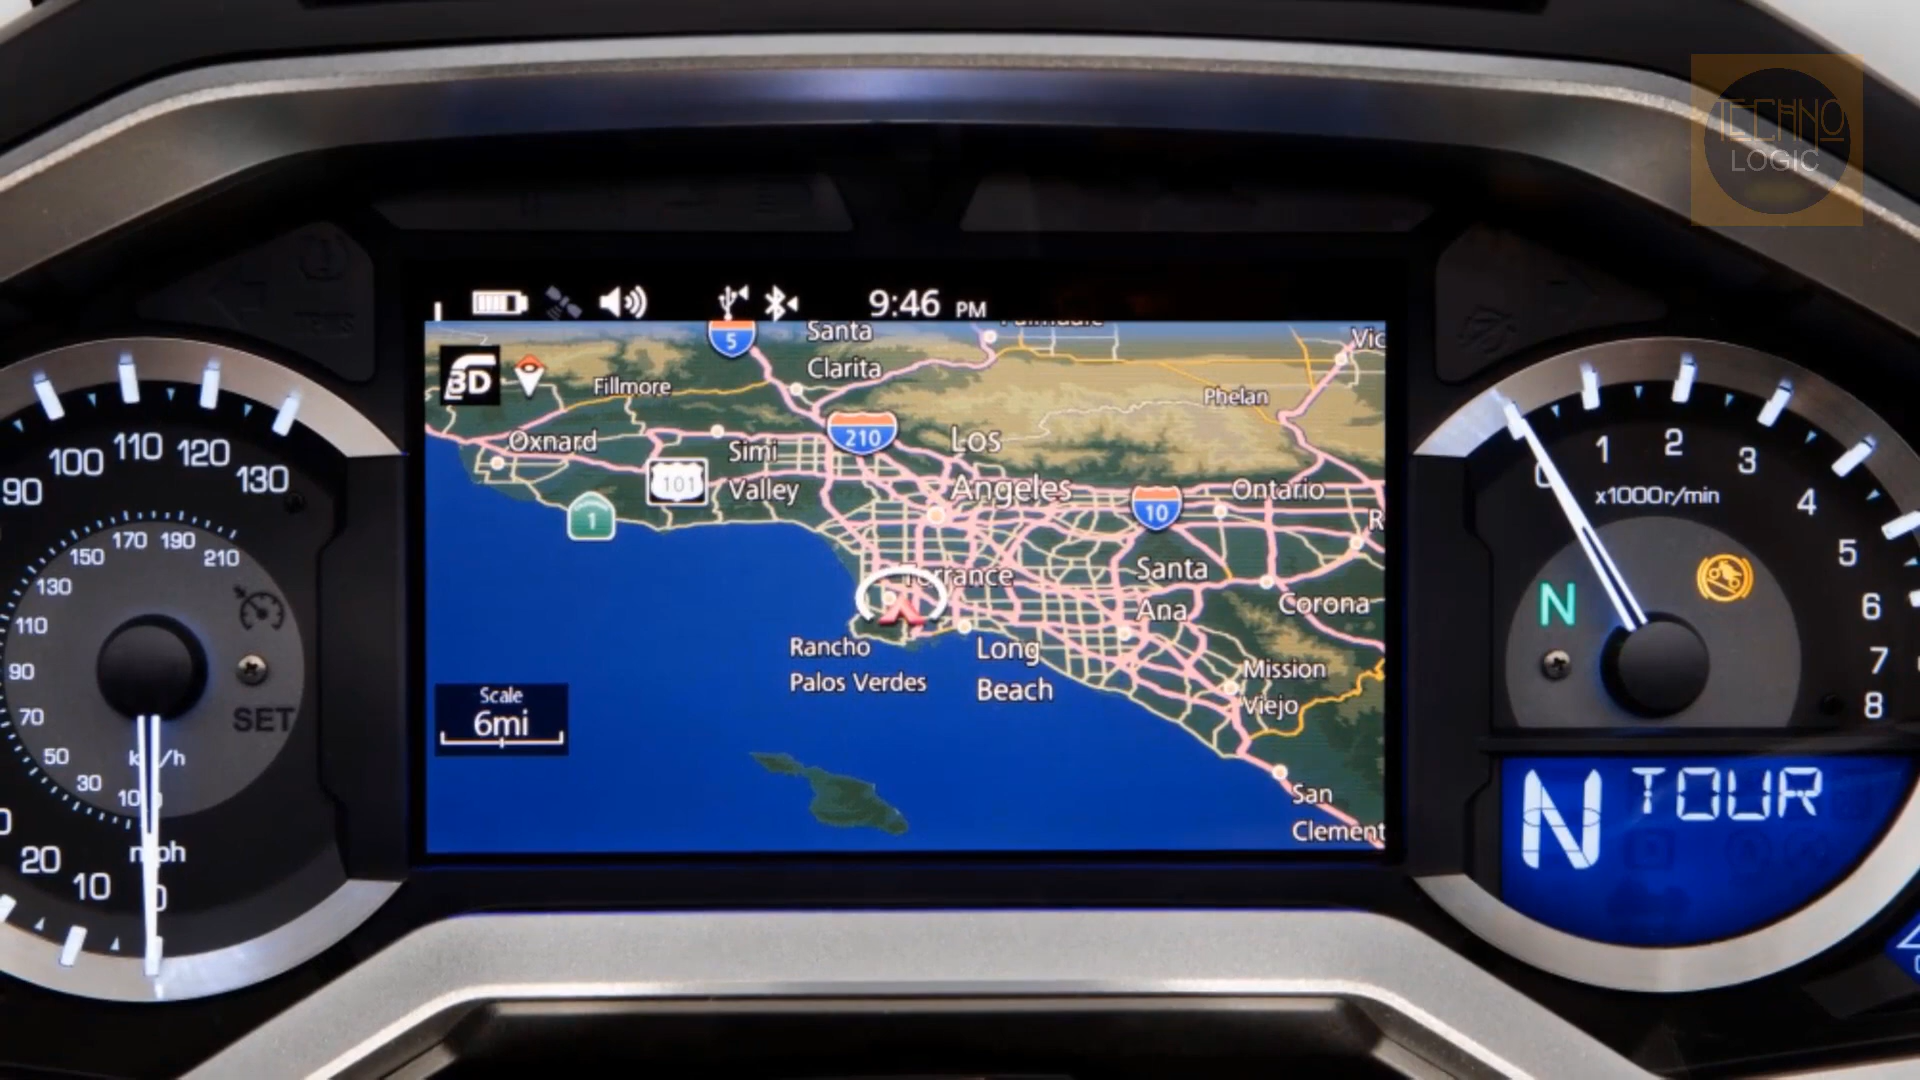 TECHNO
LOGIC
9:46 PM
5
Santa
Clarita
3D
Fillmore
Phelan
Oxnard
Simi
Valley
101
1
210
Los
Angeles
10
Ontario
Santa
Ana
Corona
Rancho
Palos Verdes
Long
Beach
Mission
Viejo
San
Scale
6mi
90
100
110
120
130
130
150
170
190
210
110
90
70
50
30
10
SET
20
10
0
0
1
2
3
4
5
6
7
8
x1000r/min
N
N TOUR